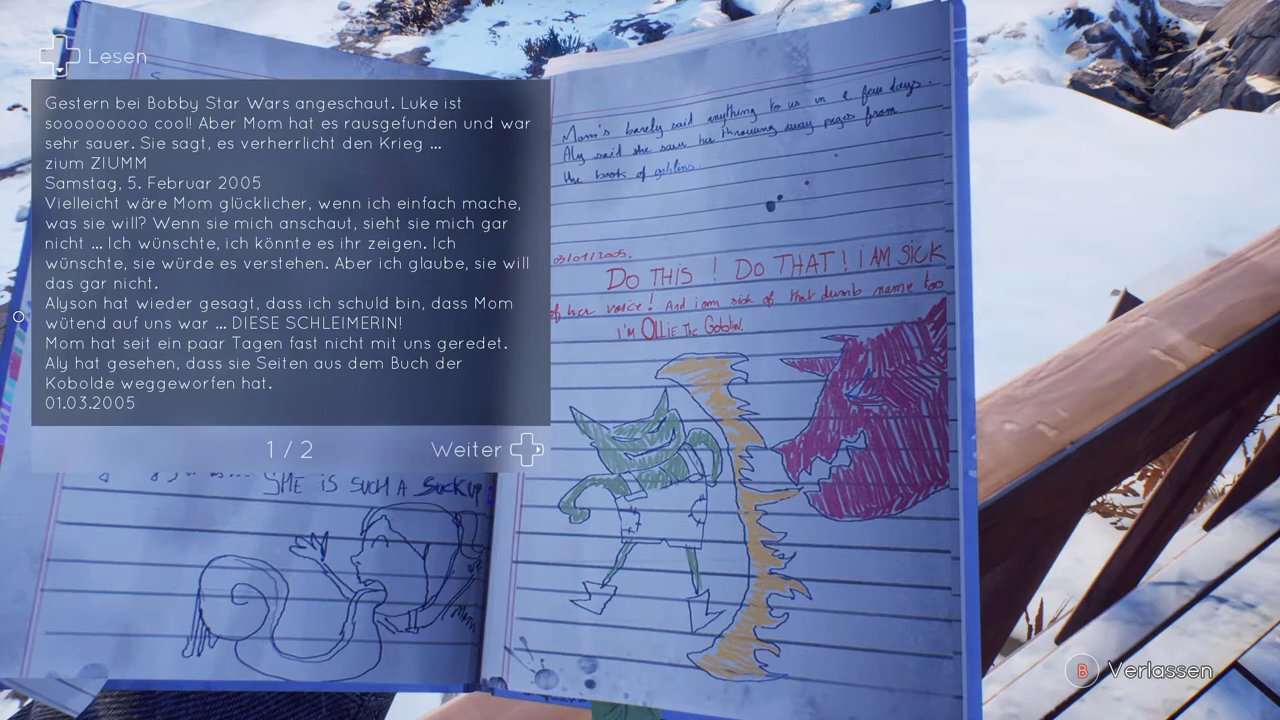 Lesen
Gestern bei Bobby Star Wars angeschaut. Luke ist
sooooooooo cool! Aber Mom hat es rausgefunden und war
sehr sauer. Sie sagt, es verherrlicht den Krieg ...
zium ZIUMM
Samstag, 5. Februar 2005
Vielleicht wäre Mom glücklicher, wenn ich einfach mache,
was sie will? Wenn sie mich anschaut, sieht sie mich gar
nicht ... Ich wünschte, ich könnte es ihr zeigen. Ich
wünschte, sie würde es verstehen. Aber ich glaube, sie will
das gar nicht.
Alyson hat wieder gesagt, dass ich schuld bin, dass Mom
wütend auf uns war ... DIESE SCHLEIMERIN!
Mom hat seit ein paar Tagen fast nicht mit uns geredet.
Aly hat gesehen, dass sie Seiten aus dem Buch der
Kobolde weggeworfen hat.
01.03.2005
1 / 2
Weiter
SHE IS SUCH A SUCKUP
Mom's barely said anything to us in a few days.
Aly said she saw her throwing away pages from
the book of goblins.
03/01/2005.
DO THIS ! DO THAT ! I AM SICK
of her voice! And i am sick of that dumb name too
I'M OLLIE THE GOBLIN.
B Verlassen